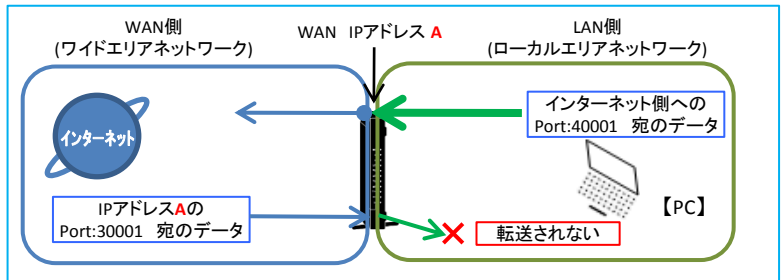 WAN側
(ワイドエリアネットワーク)
WAN IPアドレス A
LAN側
(ローカルエリアネットワーク)
インターネット
インターネット側への
Port:40001 宛のデータ
【PC】
IPアドレスAの
Port:30001 宛のデータ
転送されない